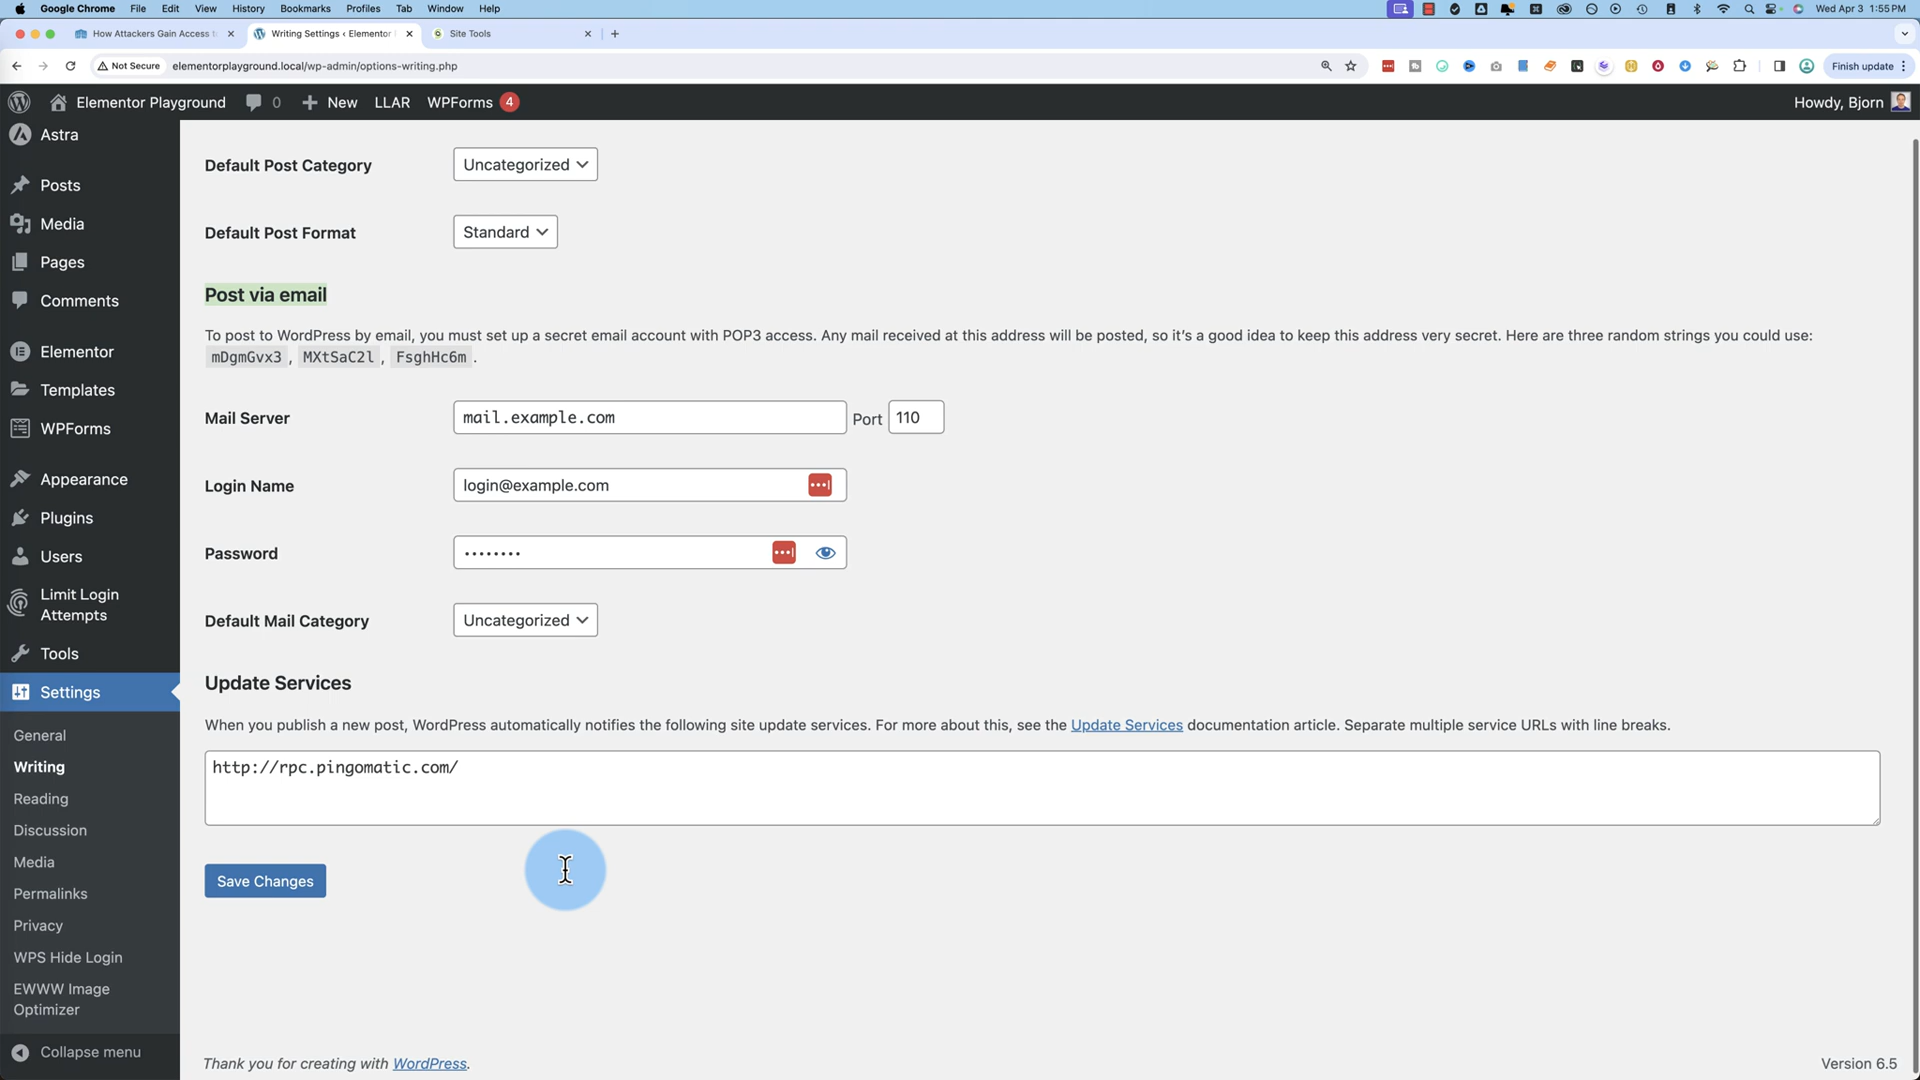 Google Chrome File Edit View History Bookmarks Profiles Tab Window Help Wed Apr 3 1:55 PM
How Attackers Gain Access to Writing Settings ‹ Elementor Site Tools
Not Secure elementorplayground.local/wp-admin/options-writing.php Finish update
Elementor Playground 0 New LLAR WPForms 4 Howdy, Bjorn
Astra
Posts
Media
Pages
Comments
Elementor
Templates
WPForms
Appearance
Plugins
Users
Limit Login
Attempts
Tools
Settings
General
Writing
Reading
Discussion
Media
Permalinks
Privacy
WPS Hide Login
EWWW Image
Optimizer
Collapse menu
Default Post Category Uncategorized
Default Post Format Standard
Post via email
To post to WordPress by email, you must set up a secret email account with POP3 access. Any mail received at this address will be posted, so it’s a good idea to keep this address very secret. Here are three random strings you could use:
mDgmGvx3 , MXtSaC2l , FsghHc6m .
Mail Server mail.example.com Port 110
Login Name login@example.com
Password ••••••••
Default Mail Category Uncategorized
Update Services
When you publish a new post, WordPress automatically notifies the following site update services. For more about this, see the Update Services documentation article. Separate multiple service URLs with line breaks.
http://rpc.pingomatic.com/
Save Changes
Thank you for creating with WordPress.
Version 6.5